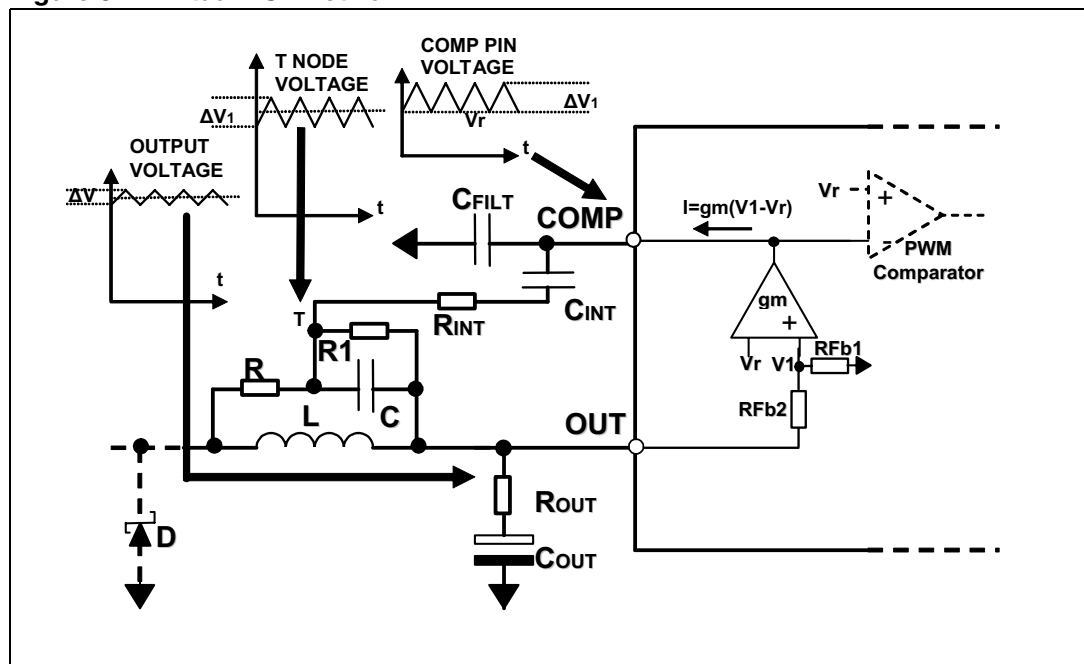 T NODE
VOLTAGE
ΔV1
t
COMP PIN
VOLTAGE
ΔV1
Vr
t
OUTPUT
VOLTAGE
ΔV
t
CFILT
COMP
I=gm(V1-Vr)
Vr
+
-
PWM
Comparator
CINT
RINT
T
R1
R
C
L
gm
+
Vr
V1
RFb1
RFb2
OUT
D
ROUT
COUT